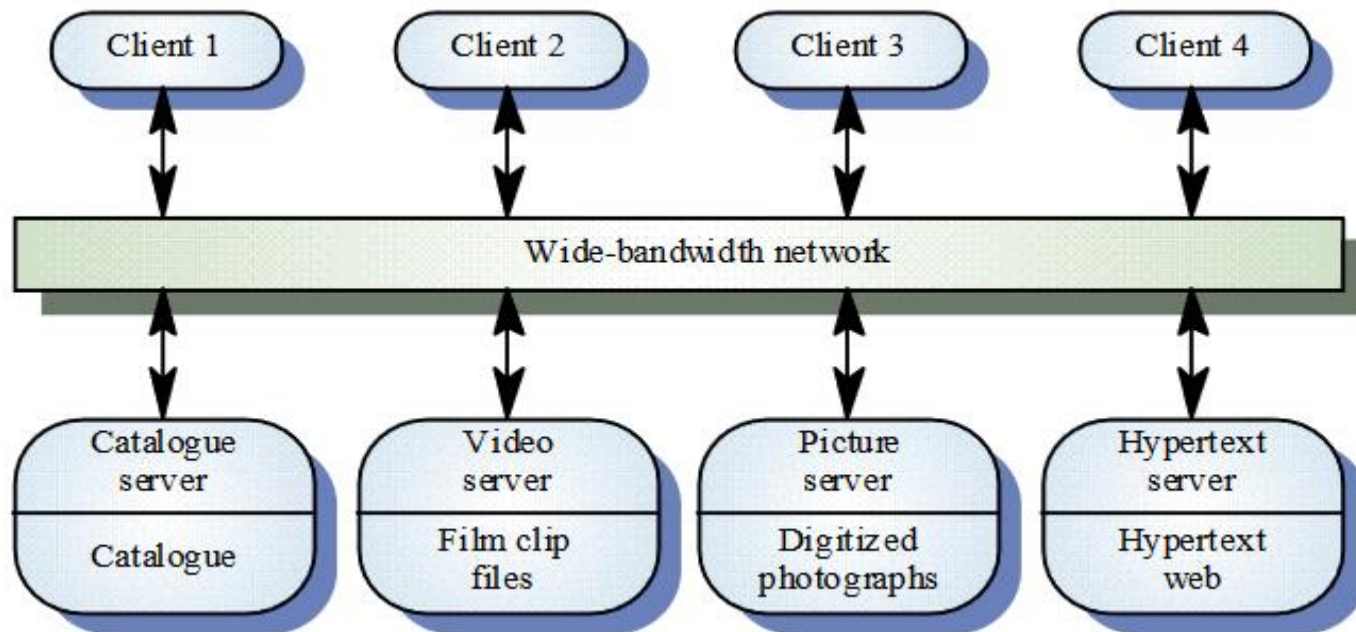 Client 1
Client 2
Client 3
Client 4
Wide-bandwidth network
Catalogue
server
Catalogue
Video
server
Film clip
files
Picture
server
Digitized
photographs
Hypertext
server
Hypertext
web